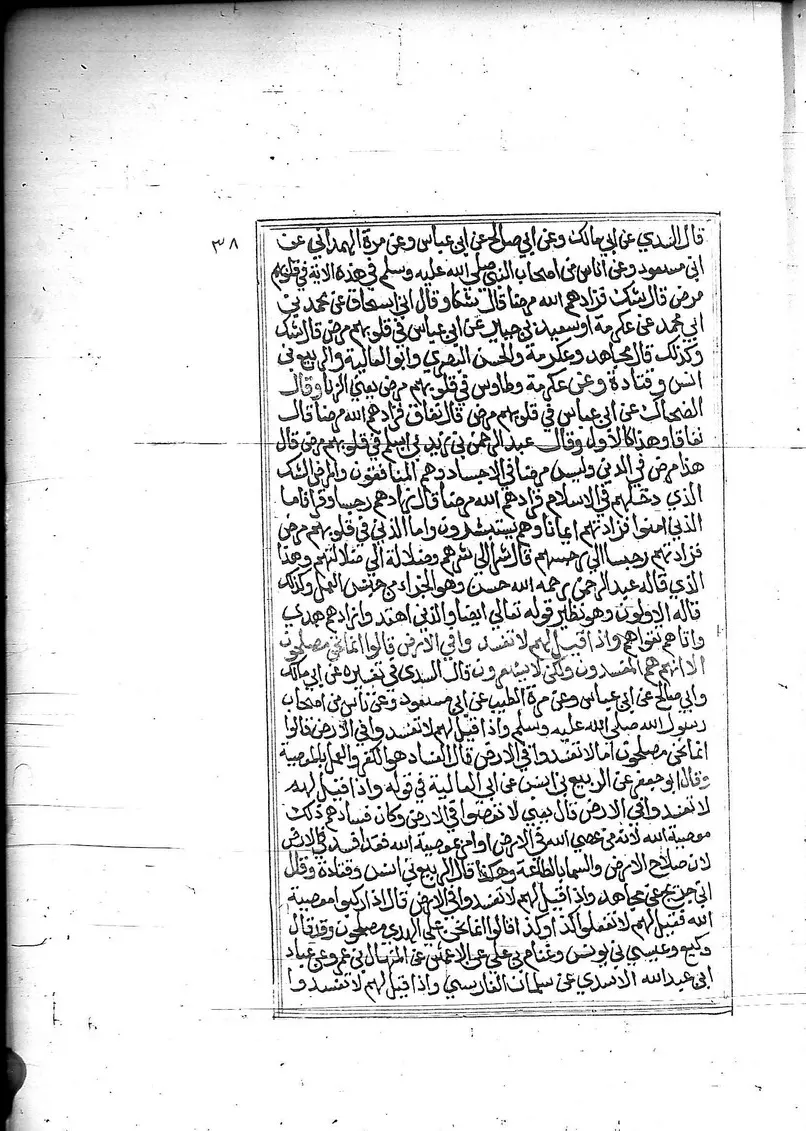 ٣٨
قال السدي عن ابي مالك وعن ابي صالح عن ابن عباس وعن مرة الهمداني عن
ابن مسعود وعن أناس من اصحاب النبي صلى الله عليه وسلم في هذه الاية في قلوبهم
مرض قال شك فزادهم الله مرضا قال شكا وقال ابن اسحاق عن محمد بن
ابي محمد عن عكرمة او سعيد بن جبير عن ابن عباس في قلوبهم مرض قال شك
وكذلك قال مجاهد وعكرمة والحسن البصري وابو العالية والربيع بن
انس وقتادة وعن عكرمة وطاوس في قلوبهم مرض يعني الريا وقال
الضحاك عن ابن عباس في قلوبهم مرض قال نفاق فزادهم الله مرضا قال
نفاقا وهذا كالأول وقال عبد الرحمن بن زيد بن اسلم في قلوبهم مرض قال
هذا مرض في الدين وليس مرضا في الاجساد وهم المنافقون والمرض الشك
الذي دخلهم في الاسلام فزادهم الله مرضا قال زادهم رجسا وقرا فاما
الذين امنوا فزادتهم ايمانا وهم يستبشرون واما الذين في قلوبهم مرض
فزادتهم رجسا الي رجسهم قال شرا الي شرهم وضلالة الي ضلالتهم وهذا
الذي قاله عبد الرحمن رحمه الله حسن وهو الجزاء من جنس العمل وكذلك
قاله الاولون وهو نظير قوله تعالي ايضا والذين اهتدوا زادهم هدى
واتاهم تقواهم واذا قيل لهم لا تفسدوا في الارض قالوا انما نحن مصلحون
الا انهم هم المفسدون ولكن لا يشعرون قال السدي في تفسيره عن ابي مالك
وابي صالح عن ابن عباس وعن مرة الطيب عن ابن مسعود وعن ناس من اصحاب
رسول الله صلى الله عليه وسلم واذا قيل لهم لا تفسدوا في الارض قالوا
انما نحن مصلحون اما لا تفسدوا في الارض قال الفساد هو الكفر والعمل بالمعصية
وقال ابو جعفر عن الربيع بن انس عن ابي العالية في قوله واذا قيل لهم
لا تفسدوا في الارض قال يعني لا تعصوا في الارض وكان فسادهم ذلك
معصية الله لانه من عصي الله في الارض او امر بمعصية الله فقد افسد في الارض
لان صلاح الارض والسما بالطاعة وهكذا قال الربيع بن انس وقتادة وقال
ابن جريج عن مجاهد واذا قيل لهم لا تفسدوا في الارض قال اذا ركبوا معصية
الله فقيل لهم لا تفعلوا كذا وكذا قالوا انما نحن علي الهدي مصلحون وقد قال
وكيع وعيسي بن يونس وعثام بن علي عن الاعمش عن المنهال بن عمرو عن عباد
ابن عبد الله الاسدي عن سلمان الفارسي واذا قيل لهم لا تفسدوا